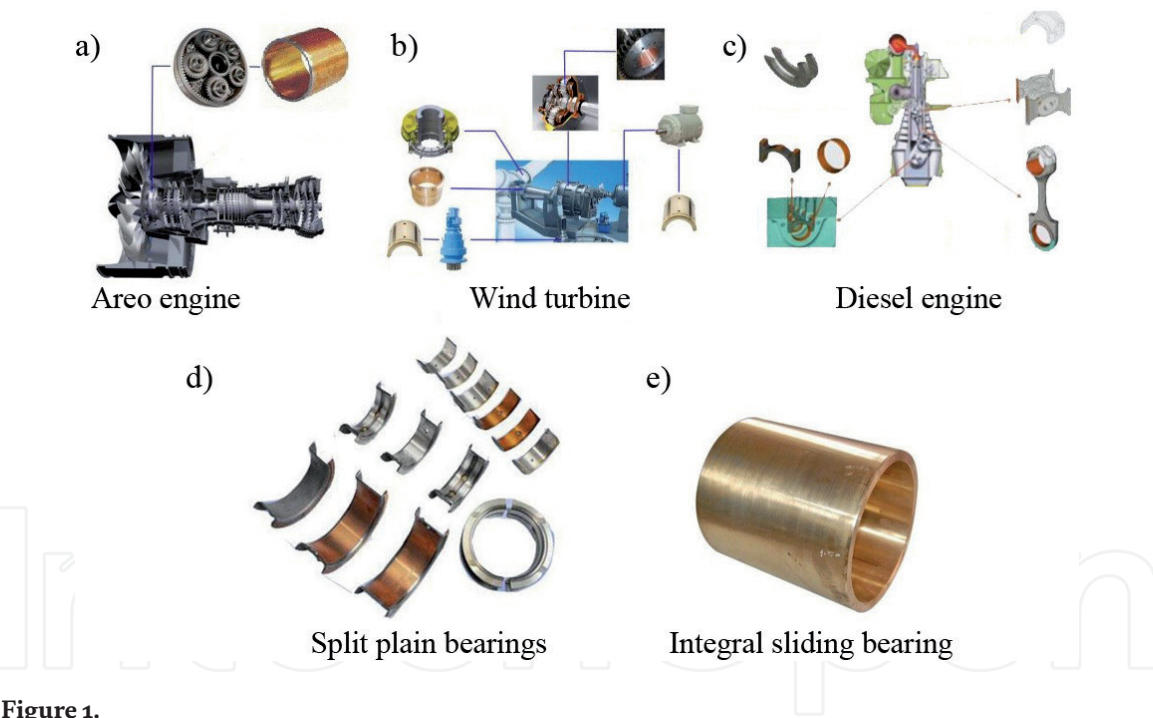 a)
b)
c)
Areo engine
Wind turbine
Diesel engine
d)
e)
Split plain bearings
Integral sliding bearing
Figure 1.